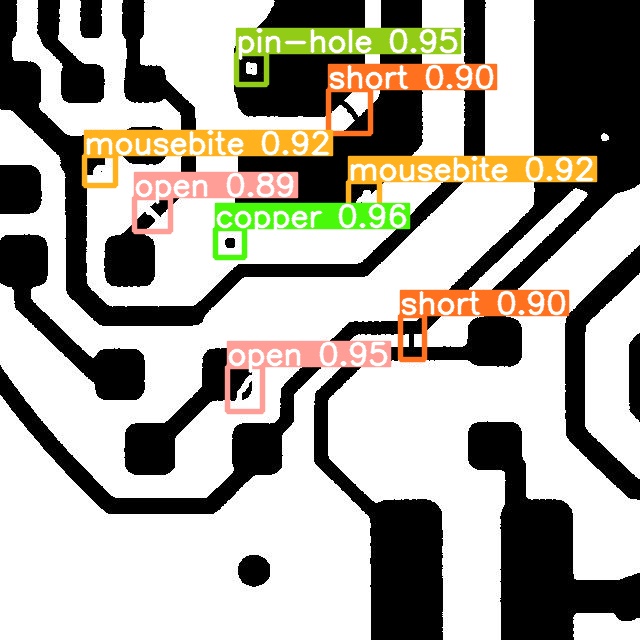 pin-hole 0.95
short 0.90
mousebite 0.92
mousebite 0.92
open 0.89
copper 0.96
short 0.90
open 0.95